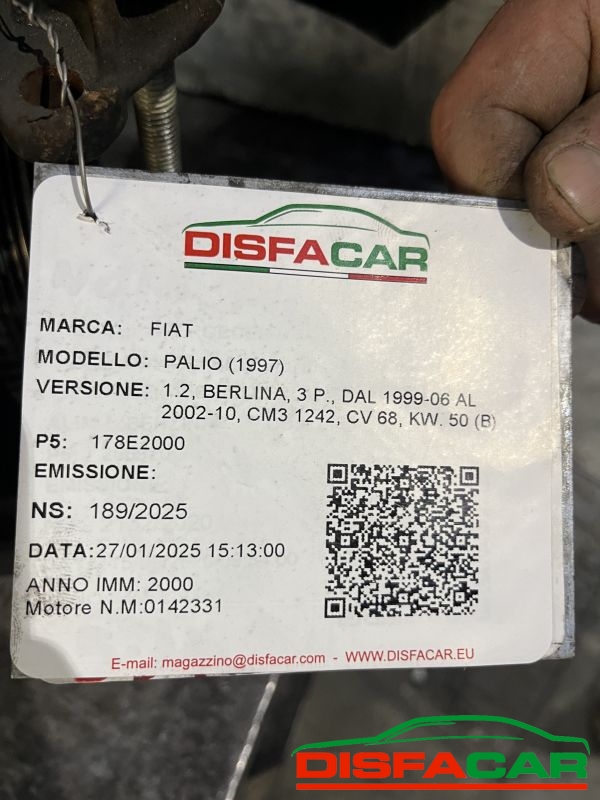 DISFACAR
MARCA: FIAT
MODELLO: PALIO (1997)
VERSIONE: 1.2, BERLINA, 3 P., DAL 1999-06 AL
2002-10, CM3 1242, CV 68, KW. 50 (B)
P5: 178E2000
EMISSIONE:
NS: 189/2025
DATA:27/01/2025 15:13:00
ANNO IMM: 2000
Motore N.M:0142331
E-mail: magazzino@disfacar.com - WWW.DISFACAR.EU
DISFACAR